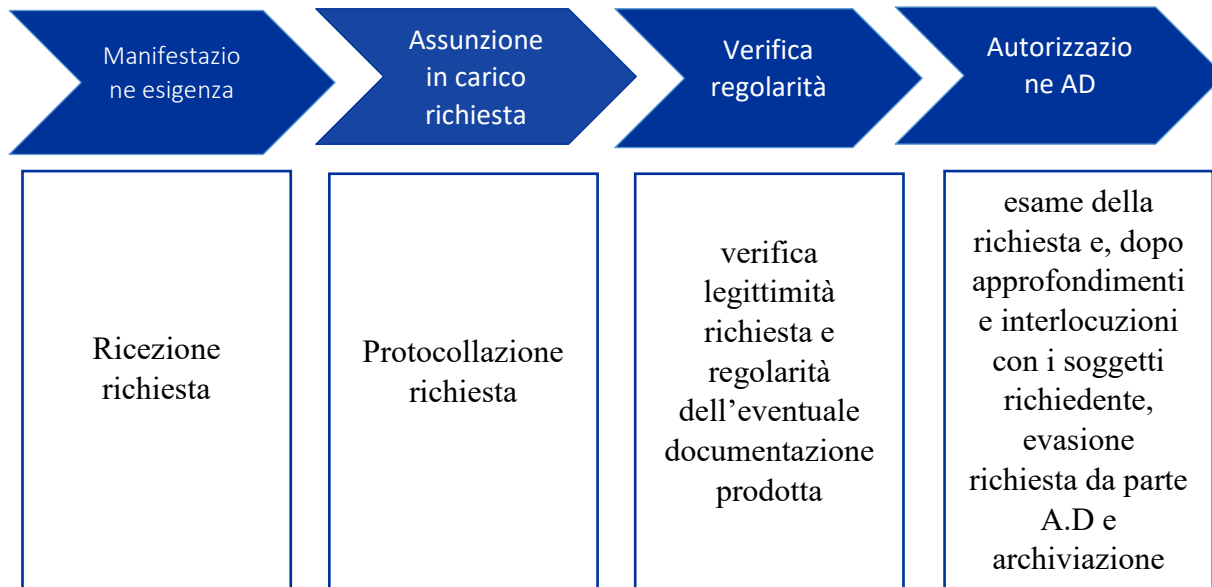 Manifestazio
ne esigenza
Assunzione
in carico
richiesta
Verifica
regolarità
Autorizzazio
ne AD
Ricezione
richiesta
Protocollazione
richiesta
verifica
legittimità
richiesta e
regolarità
dell’eventuale
documentazione
prodotta
esame della
richiesta e, dopo
approfondimenti
e interlocuzioni
con i soggetti
richiedente,
evasione
richiesta da parte
A.D e
archiviazione